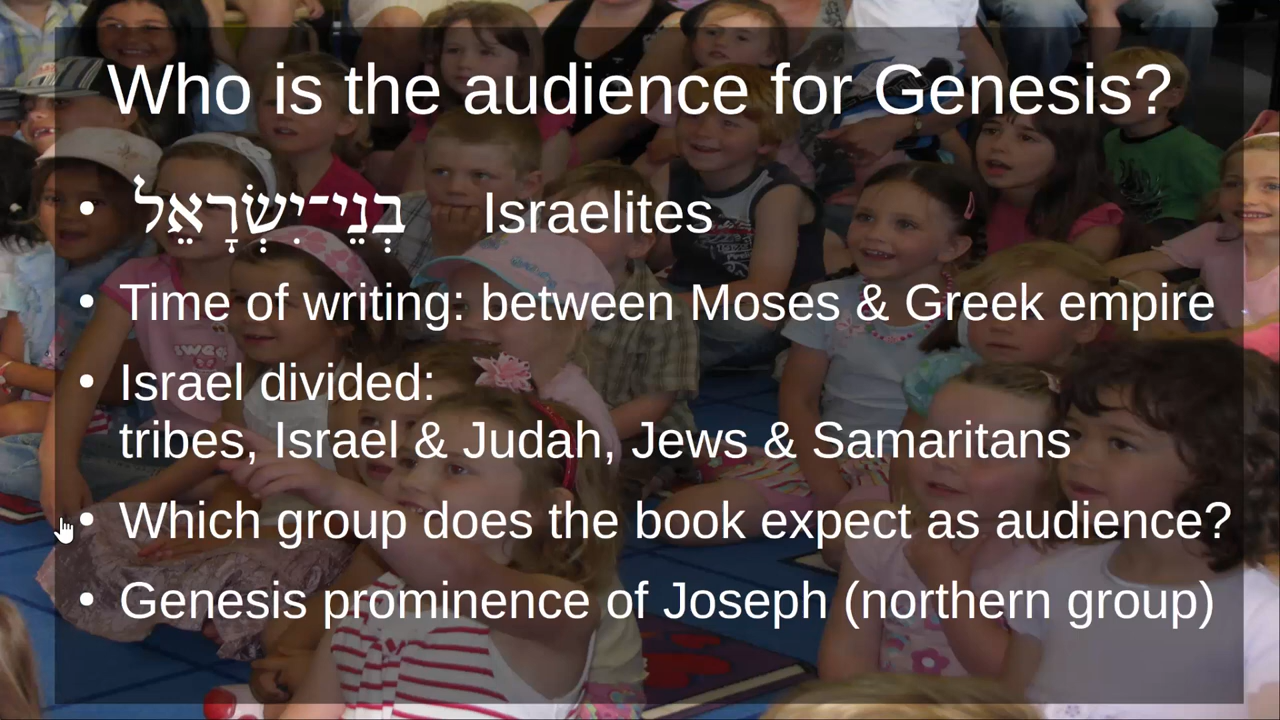 Who is the audience for Genesis?
• בְּנֵי־יִשְׂרָאֵל Israelites
• Time of writing: between Moses & Greek empire
• Israel divided:
tribes, Israel & Judah, Jews & Samaritans
• Which group does the book expect as audience?
• Genesis prominence of Joseph (northern group)